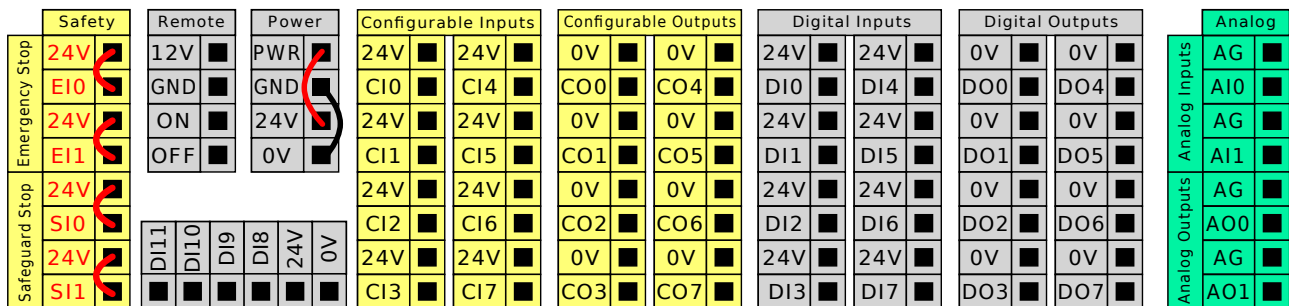 Safety
Emergency Stop
24V
EI0
24V
EI1
Safeguard Stop
24V
SI0
24V
SI1
Remote
12V
GND
ON
OFF
Power
PWR
GND
24V
0V
DI11
DI10
DI9
DI8
24V
0V
Configurable Inputs
24V 24V
CI0 CI4
24V 24V
CI1 CI5
24V 24V
CI2 CI6
24V 24V
CI3 CI7
Configurable Outputs
0V 0V
CO0 CO4
0V 0V
CO1 CO5
0V 0V
CO2 CO6
0V 0V
CO3 CO7
Digital Inputs
24V 24V
DI0 DI4
24V 24V
DI1 DI5
24V 24V
DI2 DI6
24V 24V
DI3 DI7
Digital Outputs
0V 0V
DO0 DO4
0V 0V
DO1 DO5
0V 0V
DO2 DO6
0V 0V
DO3 DO7
Analog
Analog Inputs
AG
AI0
AG
AI1
Analog Outputs
AG
AO0
AG
AO1